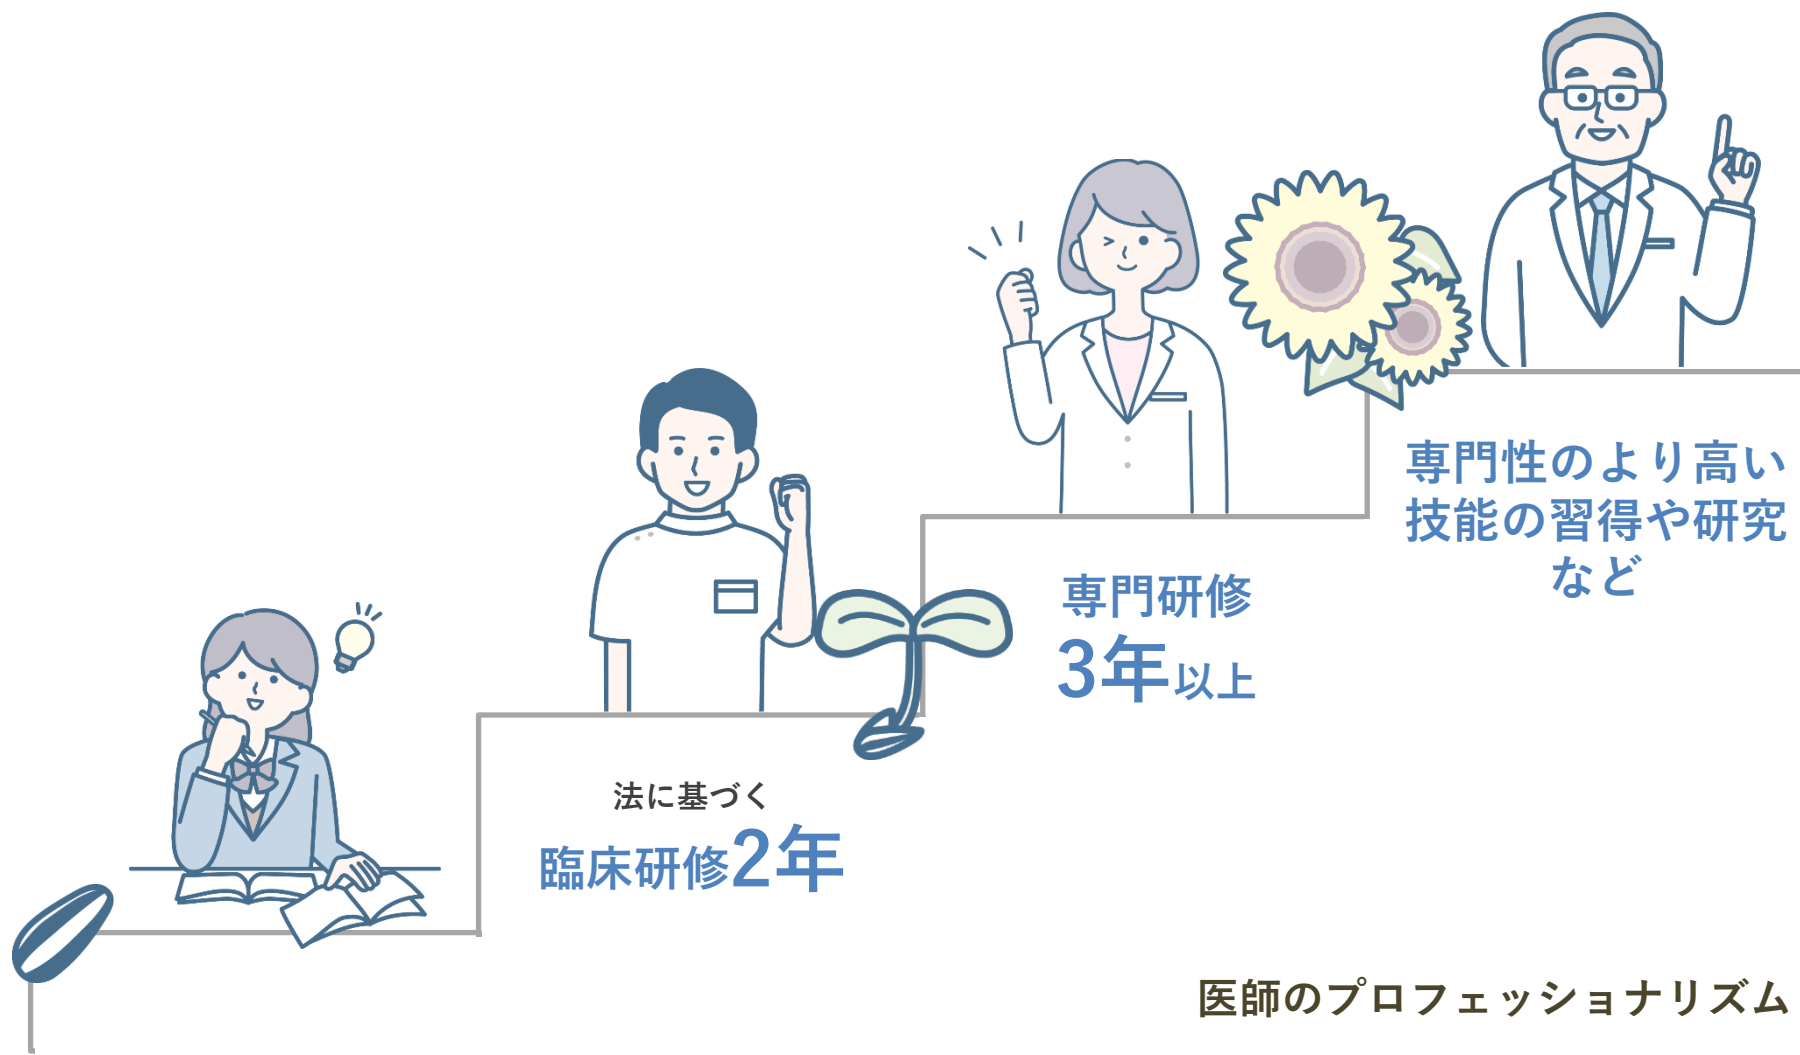 専門性のより高い
技能の習得や研究
など
専門研修
3年以上
法に基づく
臨床研修2年
医師のプロフェッショナリズム